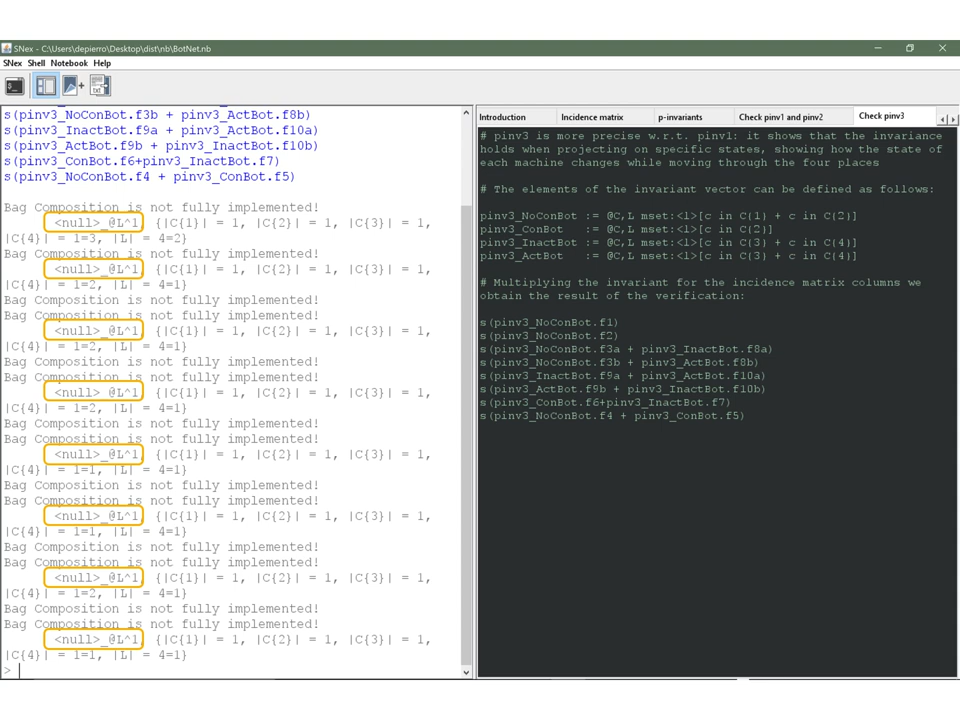 SNex - C:\Users\depierro\Desktop\dist\nb\BotNet.nb
SNex Shell Notebook Help
s(pinv3_NoConBot.f3b + pinv3_ActBot.f8b)
s(pinv3_InactBot.f9a + pinv3_ActBot.f10a)
s(pinv3_ActBot.f9b + pinv3_InactBot.f10b)
s(pinv3_ConBot.f6+pinv3_InactBot.f7)
s(pinv3_NoConBot.f4 + pinv3_ConBot.f5)
Bag Composition is not fully implemented!
<null>_@L^1 {|C{1}| = 1, |C{2}| = 1, |C{3}| = 1,
|C{4}| = 1=3, |L| = 4=2}
Bag Composition is not fully implemented!
<null>_@L^1 {|C{1}| = 1, |C{2}| = 1, |C{3}| = 1,
|C{4}| = 1=2, |L| = 4=1}
Bag Composition is not fully implemented!
Bag Composition is not fully implemented!
<null>_@L^1 {|C{1}| = 1, |C{2}| = 1, |C{3}| = 1,
|C{4}| = 1=2, |L| = 4=1}
Bag Composition is not fully implemented!
Bag Composition is not fully implemented!
<null>_@L^1 {|C{1}| = 1, |C{2}| = 1, |C{3}| = 1,
|C{4}| = 1=2, |L| = 4=1}
Bag Composition is not fully implemented!
Bag Composition is not fully implemented!
<null>_@L^1 {|C{1}| = 1, |C{2}| = 1, |C{3}| = 1,
|C{4}| = 1=1, |L| = 4=1}
Bag Composition is not fully implemented!
Bag Composition is not fully implemented!
<null>_@L^1 {|C{1}| = 1, |C{2}| = 1, |C{3}| = 1,
|C{4}| = 1=1, |L| = 4=1}
Bag Composition is not fully implemented!
Bag Composition is not fully implemented!
<null>_@L^1 {|C{1}| = 1, |C{2}| = 1, |C{3}| = 1,
|C{4}| = 1=2, |L| = 4=1}
Bag Composition is not fully implemented!
Bag Composition is not fully implemented!
<null>_@L^1 {|C{1}| = 1, |C{2}| = 1, |C{3}| = 1,
|C{4}| = 1=1, |L| = 4=1}
>
Introduction Incidence matrix p-invariants Check pinv1 and pinv2 Check pinv3
# pinv3 is more precise w.r.t. pinv1: it shows that the invariance
holds when projecting on specific states, showing how the state of
each machine changes while moving through the four places
# The elements of the invariant vector can be defined as follows:
pinv3_NoConBot := @C,L mset:<l>[c in C{1} + c in C{2}]
pinv3_ConBot := @C,L mset:<l>[c in C{2}]
pinv3_InactBot := @C,L mset:<l>[c in C{3} + c in C{4}]
pinv3_ActBot := @C,L mset:<l>[c in C{3} + c in C{4}]
# Multiplying the invariant for the incidence matrix columns we
obtain the result of the verification:
s(pinv3_NoConBot.f1)
s(pinv3_NoConBot.f2)
s(pinv3_NoConBot.f3a + pinv3_InactBot.f8a)
s(pinv3_NoConBot.f3b + pinv3_ActBot.f8b)
s(pinv3_InactBot.f9a + pinv3_ActBot.f10a)
s(pinv3_ActBot.f9b + pinv3_InactBot.f10b)
s(pinv3_ConBot.f6+pinv3_InactBot.f7)
s(pinv3_NoConBot.f4 + pinv3_ConBot.f5)